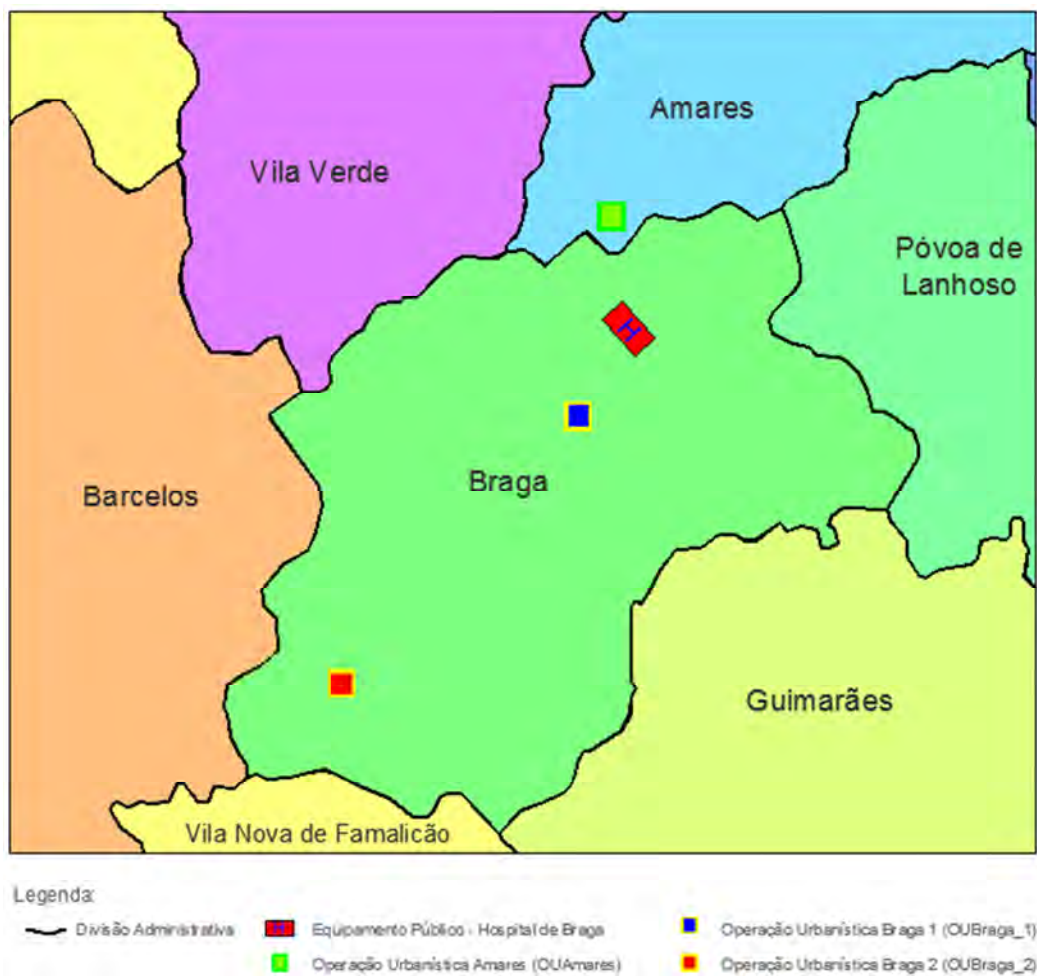 Amares
Vila Verde
Póvoa de
Lanhoso
H
Braga
Barcelos
Guimarães
Vila Nova de Famalicão
Legenda:
Divisão Administrativa
H
Equipamento Público - Hospital de Braga
Operação Urbanística Braga 1 (OUBraga_1)
Operação Urbanística Amares (OUAmares)
Operação Urbanística Braga 2 (OUBraga_2)